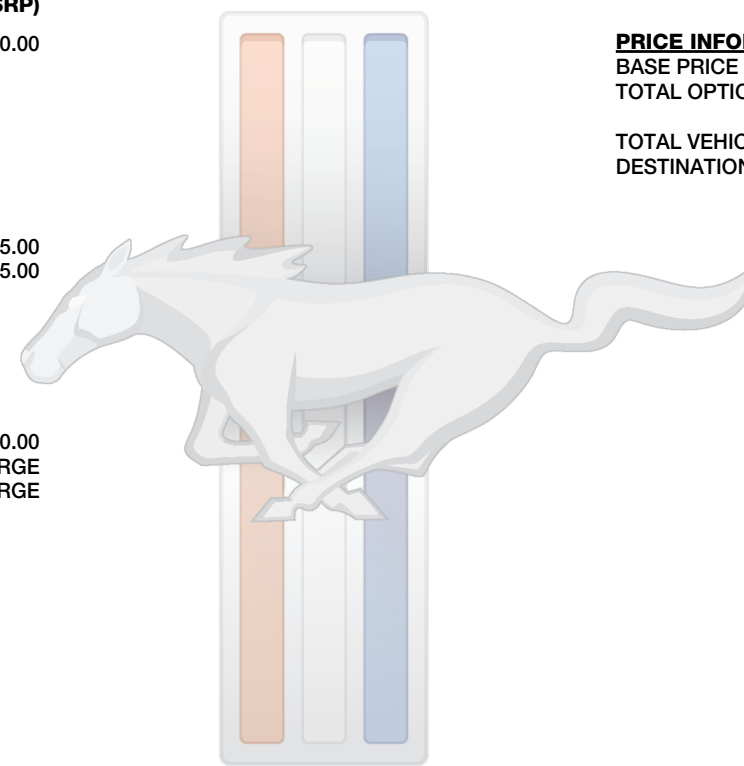 SRP)
0.00
5.00
5.00
0.00
RGE
RGE
PRICE INFO
BASE PRICE
TOTAL OPTIO
TOTAL VEHIC
DESTINATION